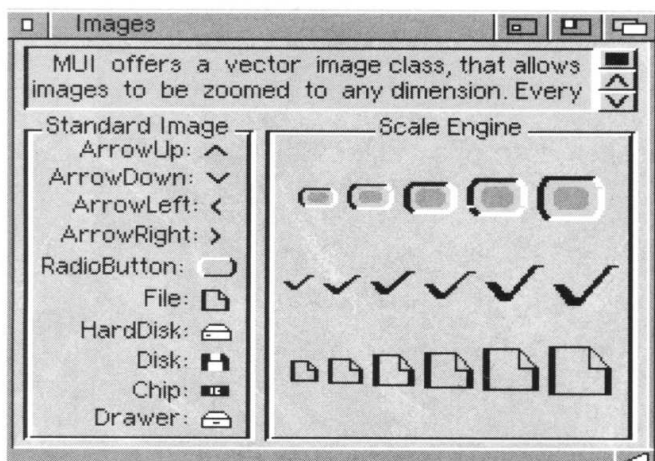 Images
MUI offers a vector image class, that allows
images to be zoomed to any dimension. Every
Standard Image
ArrowUp:
ArrowDown:
ArrowLeft:
ArrowRight:
RadioButton:
File:
HardDisk:
Disk:
Chip:
Drawer:
Scale Engine